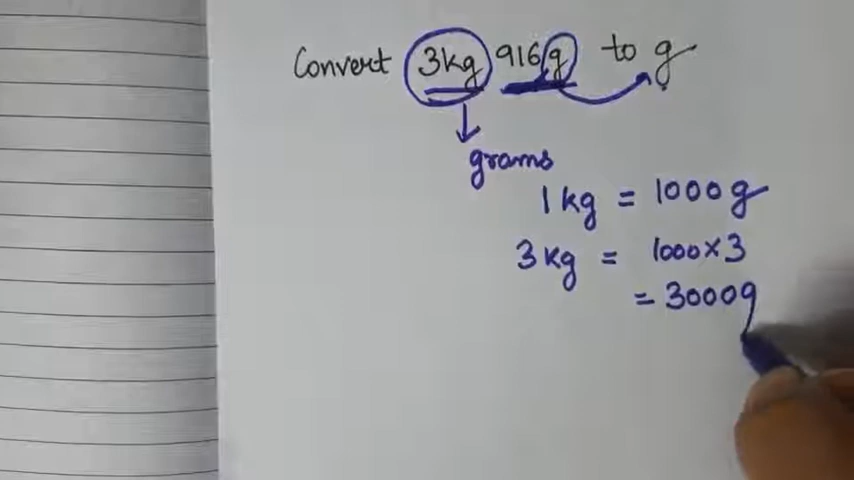 Convert 3kg 916g to g
grams
1kg = 1000g
3kg = 1000×3
= 3000g